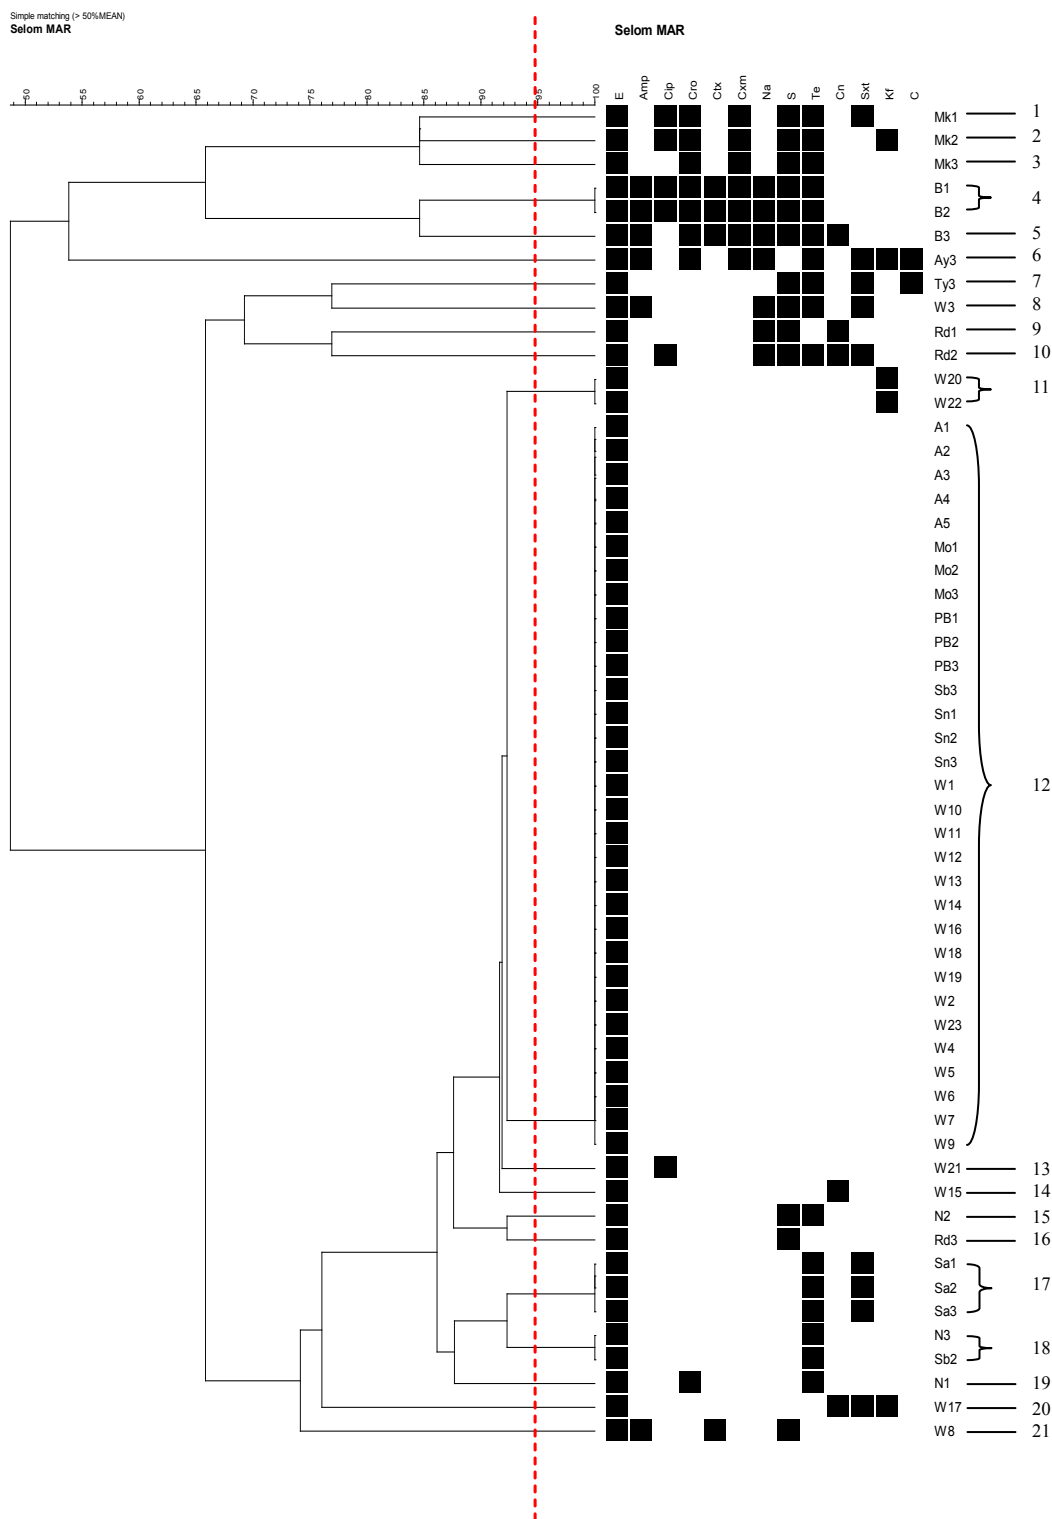 Simple matching (> 50%MEAN)
Selom MAR
Selom MAR
50 55 60 65 70 75 80 85 90 95 100
E Amp Cip Cro Ctx Cxm Na S Te Cn Sxt Kf C
Mk1 1
Mk2 2
Mk3 3
B1
4
B2
B3 5
Ay3 6
Ty3 7
W3 8
Rd1 9
Rd2 10
W20
11
W22
A1
A2
A3
A4
A5
Mo1
Mo2
Mo3
PB1
PB2
PB3
Sb3
Sn1
Sn2
Sn3
W1 12
W10
W11
W12
W13
W14
W16
W18
W19
W2
W23
W4
W5
W6
W7
W9
W21 13
W15 14
N2 15
Rd3 16
Sa1
Sa2 17
Sa3
N3
18
Sb2
N1 19
W17 20
W8 21